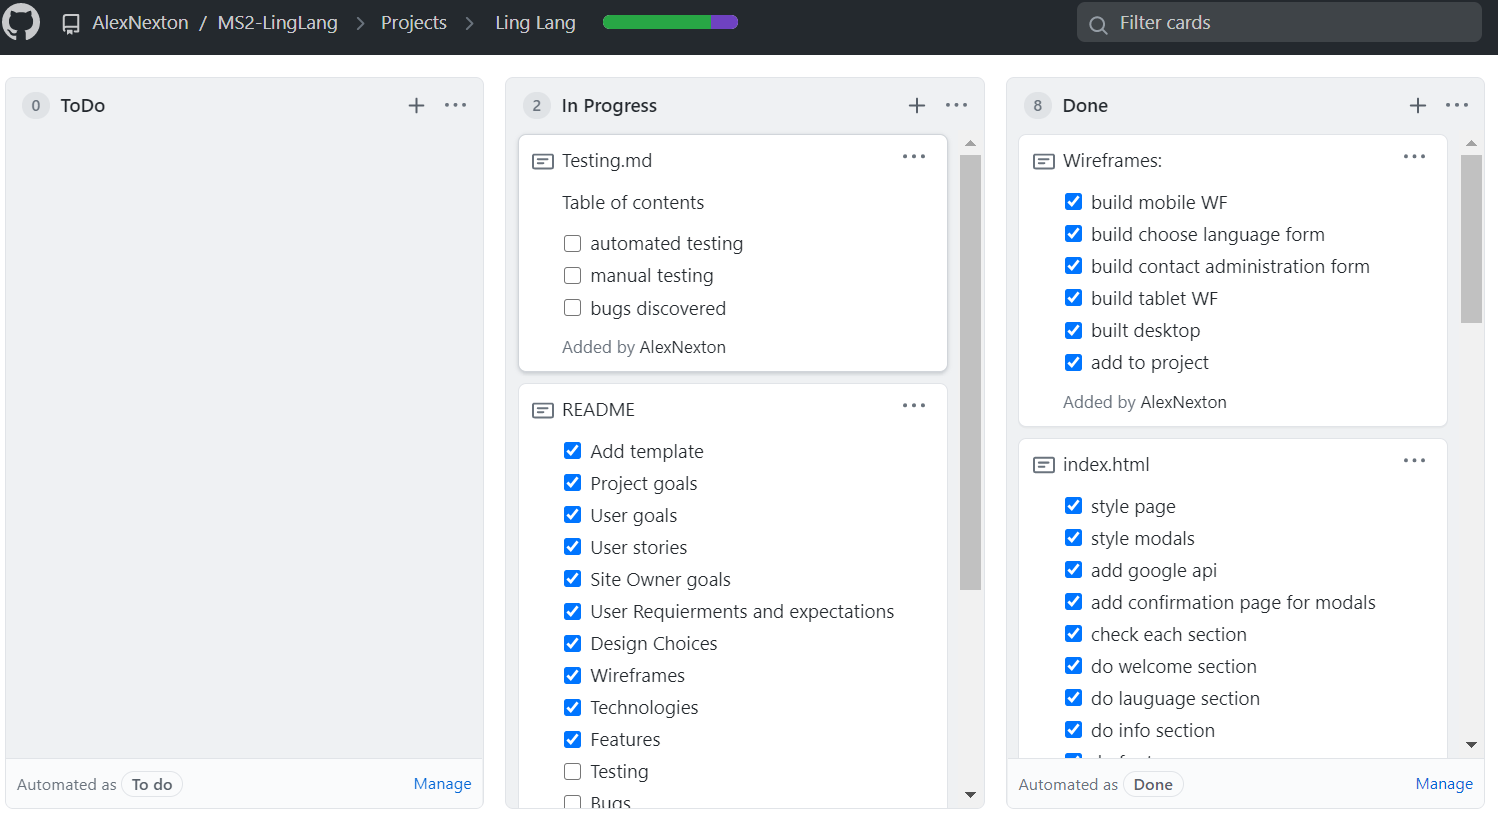 AlexNexton / MS2-LingLang > Projects > Ling Lang
Filter cards
0 ToDo
Automated as To do
Manage
2 In Progress
Testing.md
Table of contents
automated testing
manual testing
bugs discovered
Added by AlexNexton
README
Add template
Project goals
User goals
User stories
Site Owner goals
User Requierments and expectations
Design Choices
Wireframes
Technologies
Features
Testing
Bugs
8 Done
Wireframes:
build mobile WF
build choose language form
build contact administration form
build tablet WF
built desktop
add to project
Added by AlexNexton
index.html
style page
style modals
add google api
add confirmation page for modals
check each section
do welcome section
do lauguage section
do info section
Automated as Done
Manage